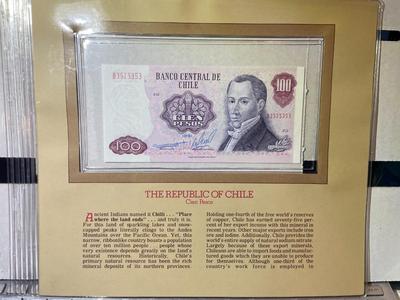 B3515353
BANCO CENTRAL DE
CHILE
100
B3515353
CIEN
PESOS
100
THE REPUBLIC OF CHILE
Cien Pesos
Ancient Indians named it Chilli . . . "Place
where the land ends" . . . and truly it is.
For this land of sparkling lakes and snow-
capped peaks literally clings to the Andes
Mountains over the Pacific Ocean. Yet, this
narrow, ribbonlike country boasts a population
of over ten million people . . . people whose
very existence depends greatly on the land's
natural resources. Historically, Chile's
primary natural resource has been the rich
mineral deposits of its northern provinces.
Holding one-fourth of the free world's reserves
of copper, Chile has earned seventy-five per-
cent of her export income with this mineral in
recent years. Other major exports include iron
ore and iodine. Additionally, Chile provides the
world's entire supply of natural sodium nitrate.
Largely because of these export minerals,
Chileans are able to import foods and manufac-
tured goods which they are unable to produce
for themselves. Although one-third of the
country's work force is employed in